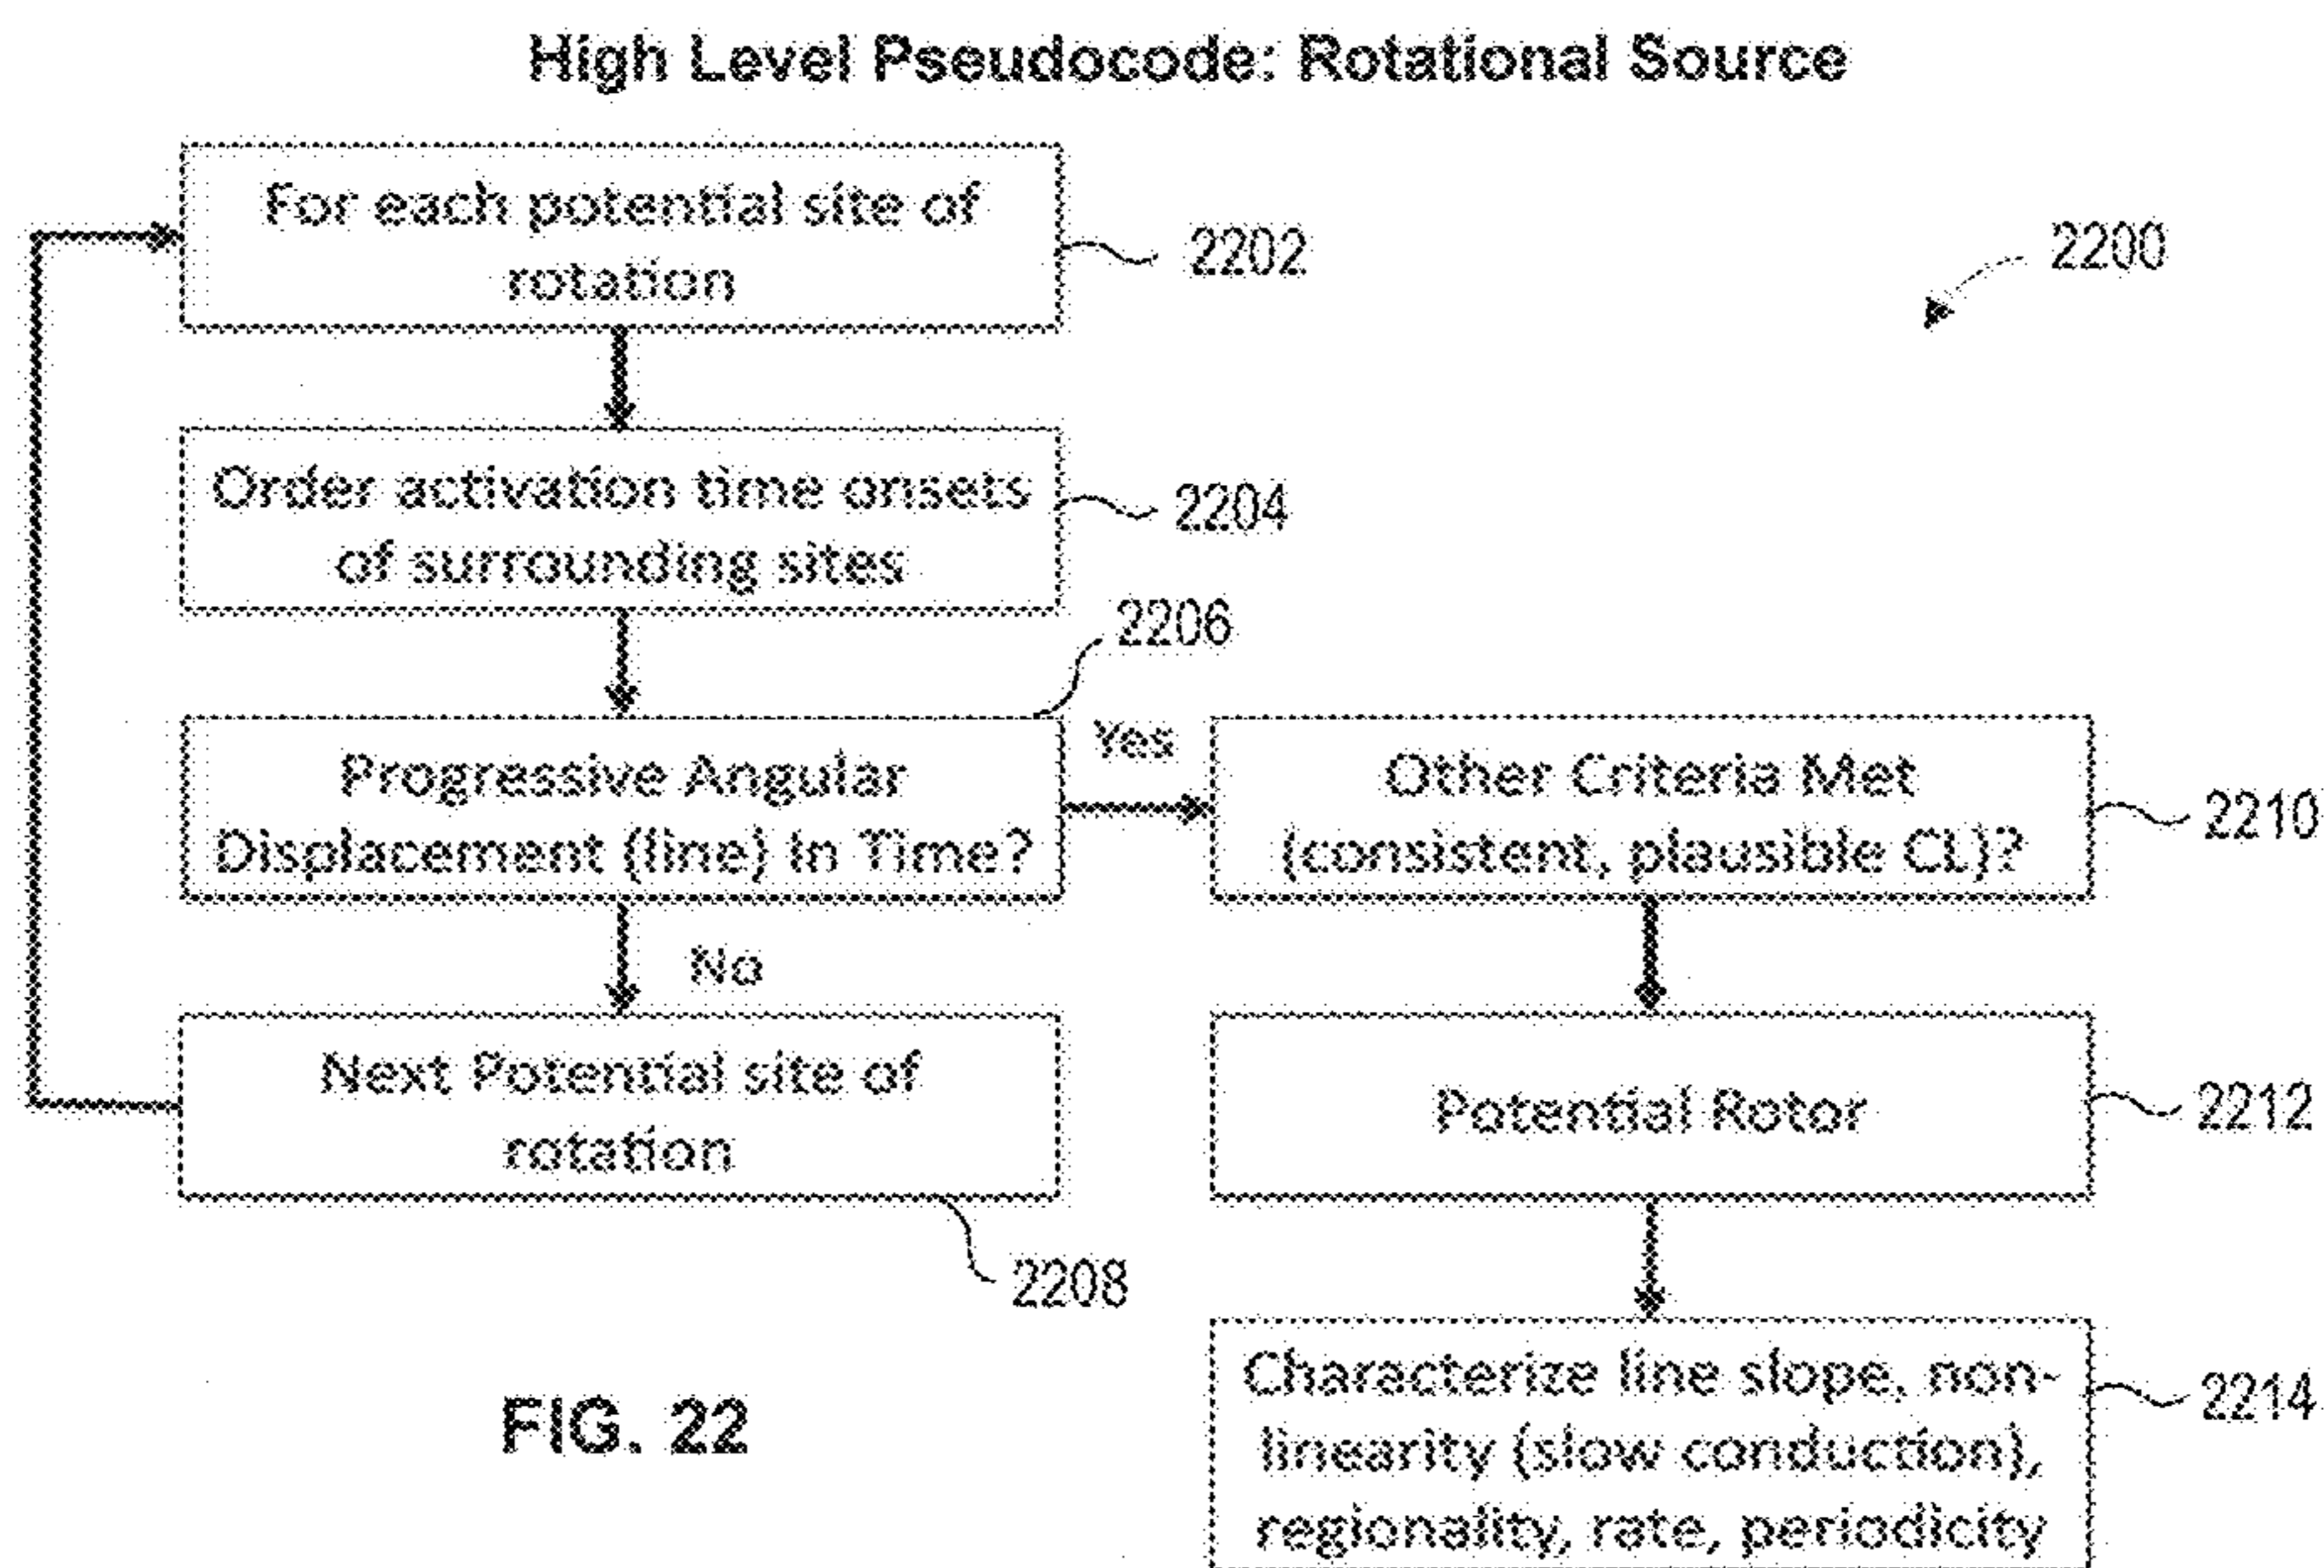 High Level Pseudocode: Rotational Source
For each potential site of
rotation
2202
2200
Order activation time onsets
of surrounding sites
2204
2206
Progressive Angular
Displacement (line) In Time?
Yes
Other Criteria Met
(consistent, plausible CL)?
2210
No
Next Potential site of
rotation
2208
Potential Rotor
2212
Characterize line slope, non-
linearity (slow conduction),
regionality, rate, periodicity
2214
FIG. 22